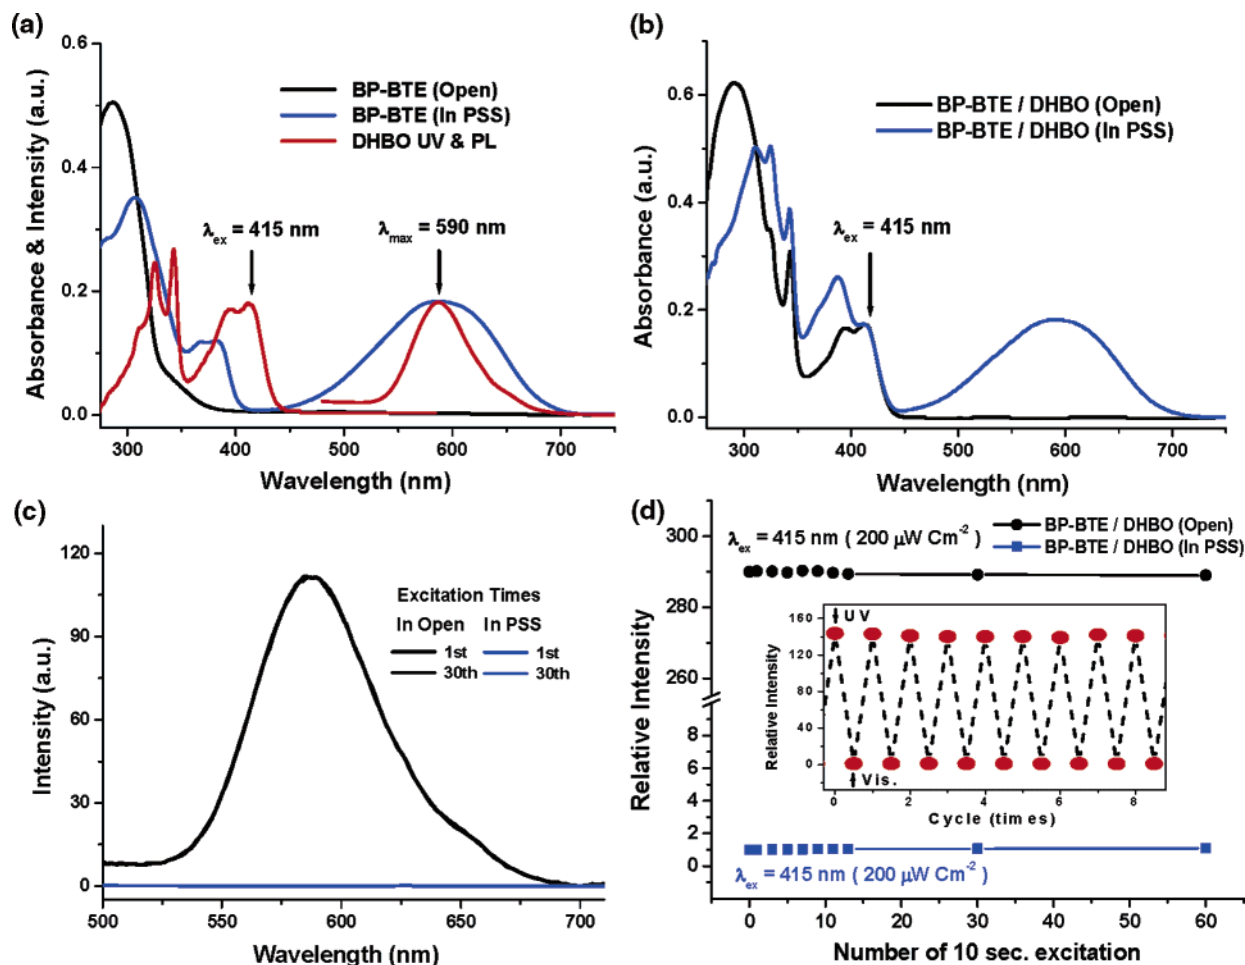 (a)
0.6
0.4
0.2
0.0
Absorbance & Intensity (a.u.)
BP-BTE (Open)
BP-BTE (In PSS)
DHBO UV & PL
λex = 415 nm
λmax = 590 nm
300 400 500 600 700
Wavelength (nm)
(b)
0.6
0.4
0.2
0.0
Absorbance (a.u.)
BP-BTE / DHBO (Open)
BP-BTE / DHBO (In PSS)
λex = 415 nm
300 400 500 600 700
Wavelength (nm)
(c)
120
90
60
30
0
Intensity (a.u.)
Excitation Times
In Open In PSS
1st 1st
30th 30th
500 550 600 650 700
Wavelength (nm)
(d)
300
280
260
8
6
4
2
0
Relative Intensity
BP-BTE / DHBO (Open)
BP-BTE / DHBO (In PSS)
λex = 415 nm ( 200 μW Cm-2 )
160
120
80
40
0
Relative Intensity
UV
Vis.
0 2 4 6 8
Cycle (times)
λex = 415 nm ( 200 μW Cm-2 )
0 10 20 30 40 50 60
Number of 10 sec. excitation